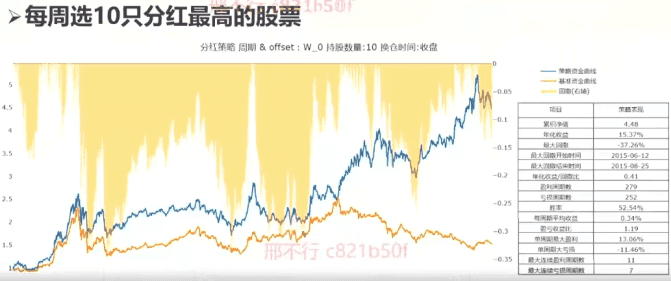 ➤每周选10只分红最高的股票
分红策略 周期 & offset : W_0 持股数量:10 换仓时间:收盘
策略资金曲线
基准资金曲线
回撤(右轴)
5
4.5
4
3.5
3
2.5
2
1.5
1
0
-0.05
-0.1
-0.15
-0.2
-0.25
-0.3
-0.35
项目 策略表现
累积净值 4.48
年化收益 15.37%
最大回撤 -37.26%
最大回撤开始时间 2015-06-12
最大回撤结束时间 2015-08-25
年化收益/回撤比 0.41
盈利周期数 279
亏损周期数 252
胜率 52.54%
每周期平均收益 0.34%
盈亏收益比 1.19
单周期最大盈利 13.06%
单周期最大亏损 -11.46%
最大连续盈利周期数 11
最大连续亏损周期数 7
邢不行 c821b50f